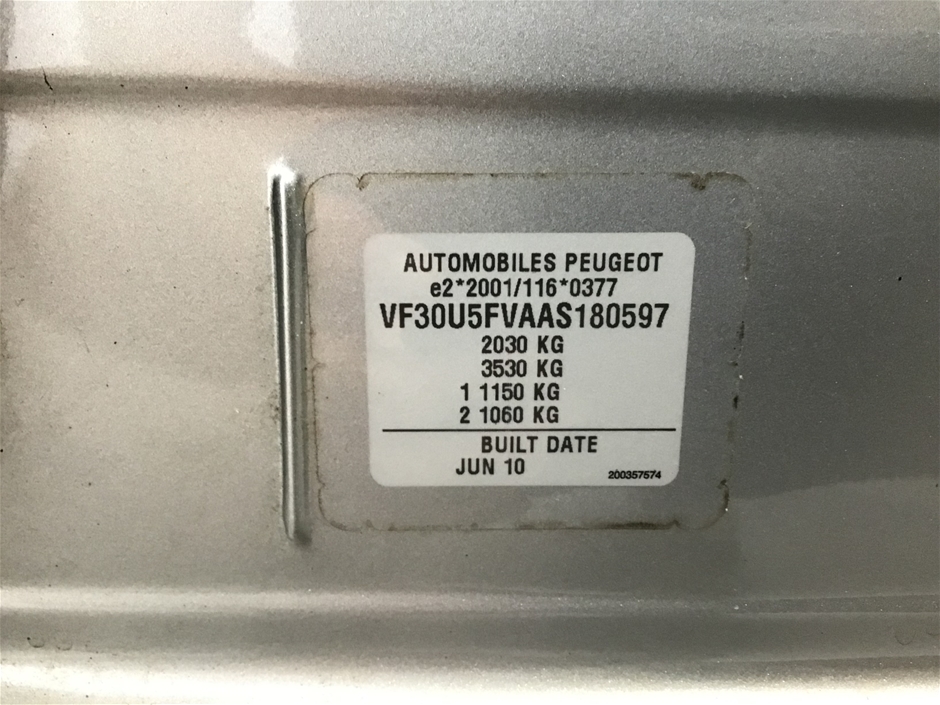 AUTOMOBILES PEUGEOT
e2*2001/116*0377
VF30U5FVAAS180597
2030 KG
3530 KG
1 1150 KG
2 1060 KG
BUILT DATE
JUN 10
200357574